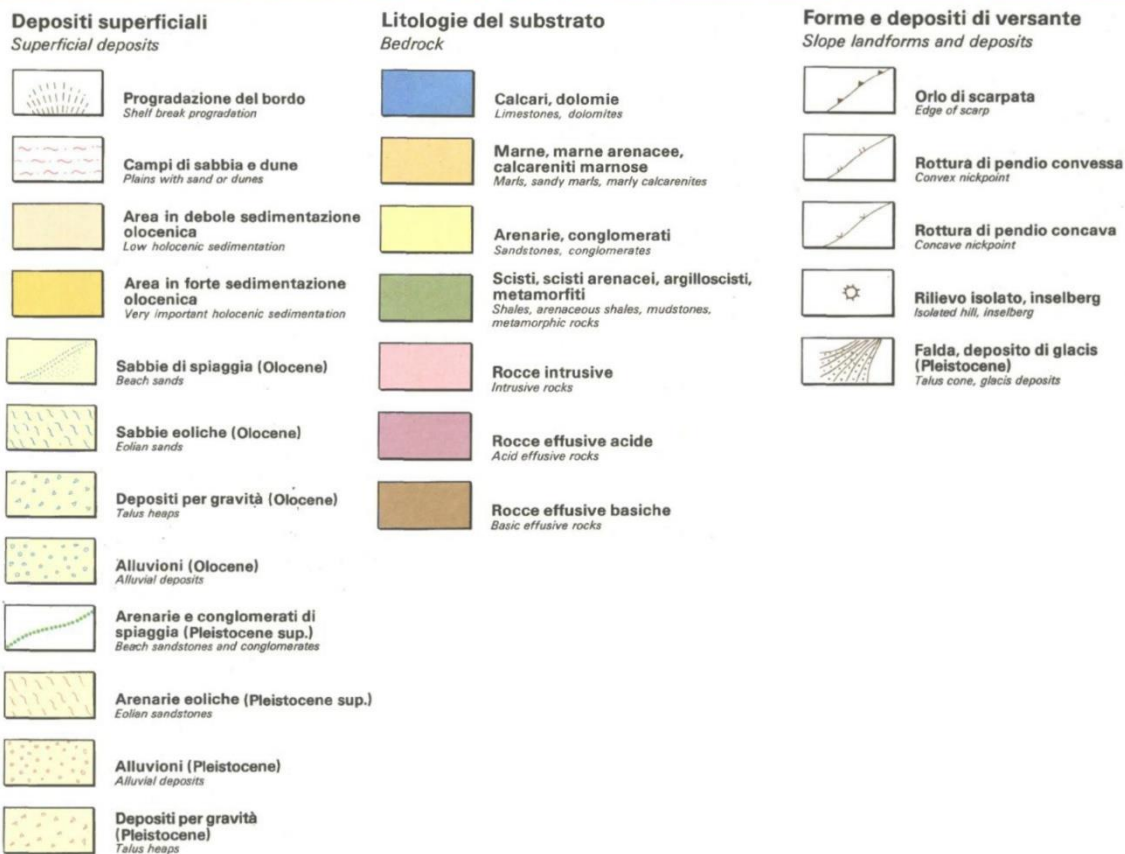 Depositi superficiali
Superficial deposits
Progradazione del bordo
Shelf break progradation
Campi di sabbia e dune
Plains with sand or dunes
Area in debole sedimentazione
olocenica
Low holocenic sedimentation
Area in forte sedimentazione
olocenica
Very important holocenic sedimentation
Sabbie di spiaggia (Olocene)
Beach sands
Sabbie eoliche (Olocene)
Eolian sands
Depositi per gravità (Olocene)
Talus heaps
Alluvioni (Olocene)
Alluvial deposits
Arenarie e conglomerati di
spiaggia (Pleistocene sup.)
Beach sandstones and conglomerates
Arenarie eoliche (Pleistocene sup.)
Eolian sandstones
Alluvioni (Pleistocene)
Alluvial deposits
Depositi per gravità
(Pleistocene)
Talus heaps
Litologie del substrato
Bedrock
Calcari, dolomie
Limestones, dolomites
Marne, marne arenacee,
calcareniti marnose
Marls, sandy marls, marly calcarenites
Arenarie, conglomerati
Sandstones, conglomerates
Scisti, scisti arenacei, argilloscisti,
metamorfiti
Shales, arenaceous shales, mudstones,
metamorphic rocks
Rocce intrusive
Intrusive rocks
Rocce effusive acide
Acid effusive rocks
Rocce effusive basiche
Basic effusive rocks
Forme e depositi di versante
Slope landforms and deposits
Orlo di scarpata
Edge of scarp
Rottura di pendio convessa
Convex nickpoint
Rottura di pendio concava
Concave nickpoint
Rilievo isolato, inselberg
Isolated hill, inselberg
Falda, deposito di glacis
(Pleistocene)
Talus cone, glacis deposits